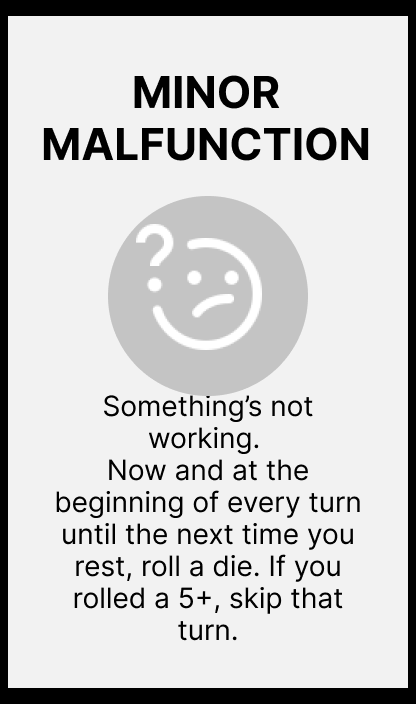 MINOR
MALFUNCTION
?
Something’s not
working.
Now and at the
beginning of every turn
until the next time you
rest, roll a die. If you
rolled a 5+, skip that
turn.